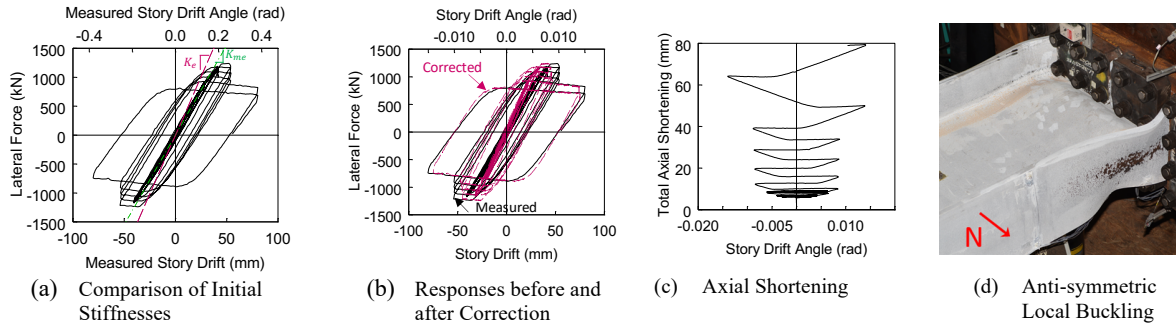 Measured Story Drift Angle (rad)
-0.4 -0.2 0 0.2 0.4
1500
1000
500
0
-500
-1000
-1500
Lateral Force (kN)
K_e
K_me
-100 -50 0 50 100
Measured Story Drift (mm)
(a) Comparison of Initial
Stiffnesses
Story Drift Angle (rad)
-0.010 0.0 0.010
1500
1000
500
0
-500
-1000
1500
Lateral Force (kN)
Corrected
Measured
-100 -50 0 50 100
Story Drift (mm)
(b) Responses before and
after Correction
80
60
40
20
0
Total Axial Shortening (mm)
-0.020 -0.005 0.010
Story Drift Angle (rad)
(c) Axial Shortening
N
(d) Anti-symmetric
Local Buckling